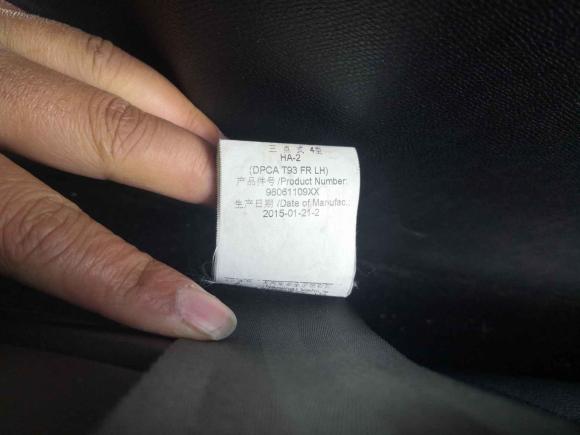 三点式 4型
HA-2
(DPCA T93 FR LH)
产品件号 /Product Number:
98061109XX
生产日期 /Date of Manufac.:
2015-01-21-2